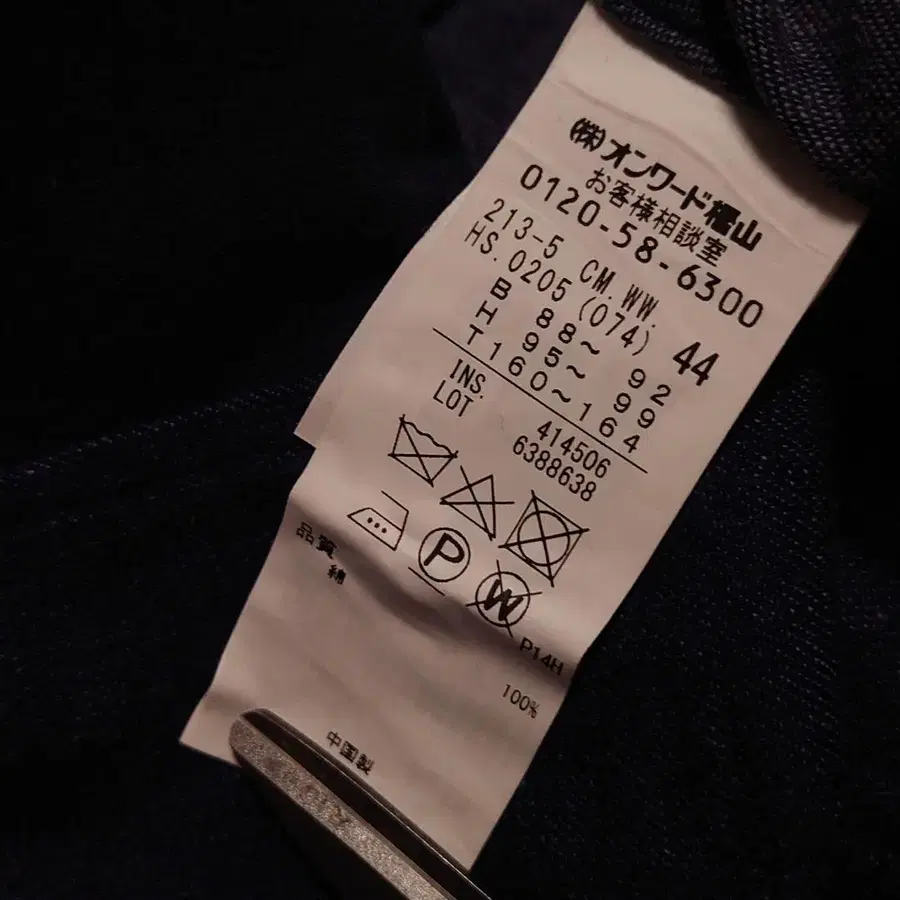 (株)オンワード樫山
お客様相談室
0120-58-6300
213-5 CM.WW.
HS.0205(074) 44
B 88～ 92
H 95～ 99
T160～164
INS. 414506
LOT 6388638
P
W
P14H
品質
綿 100%
中国製